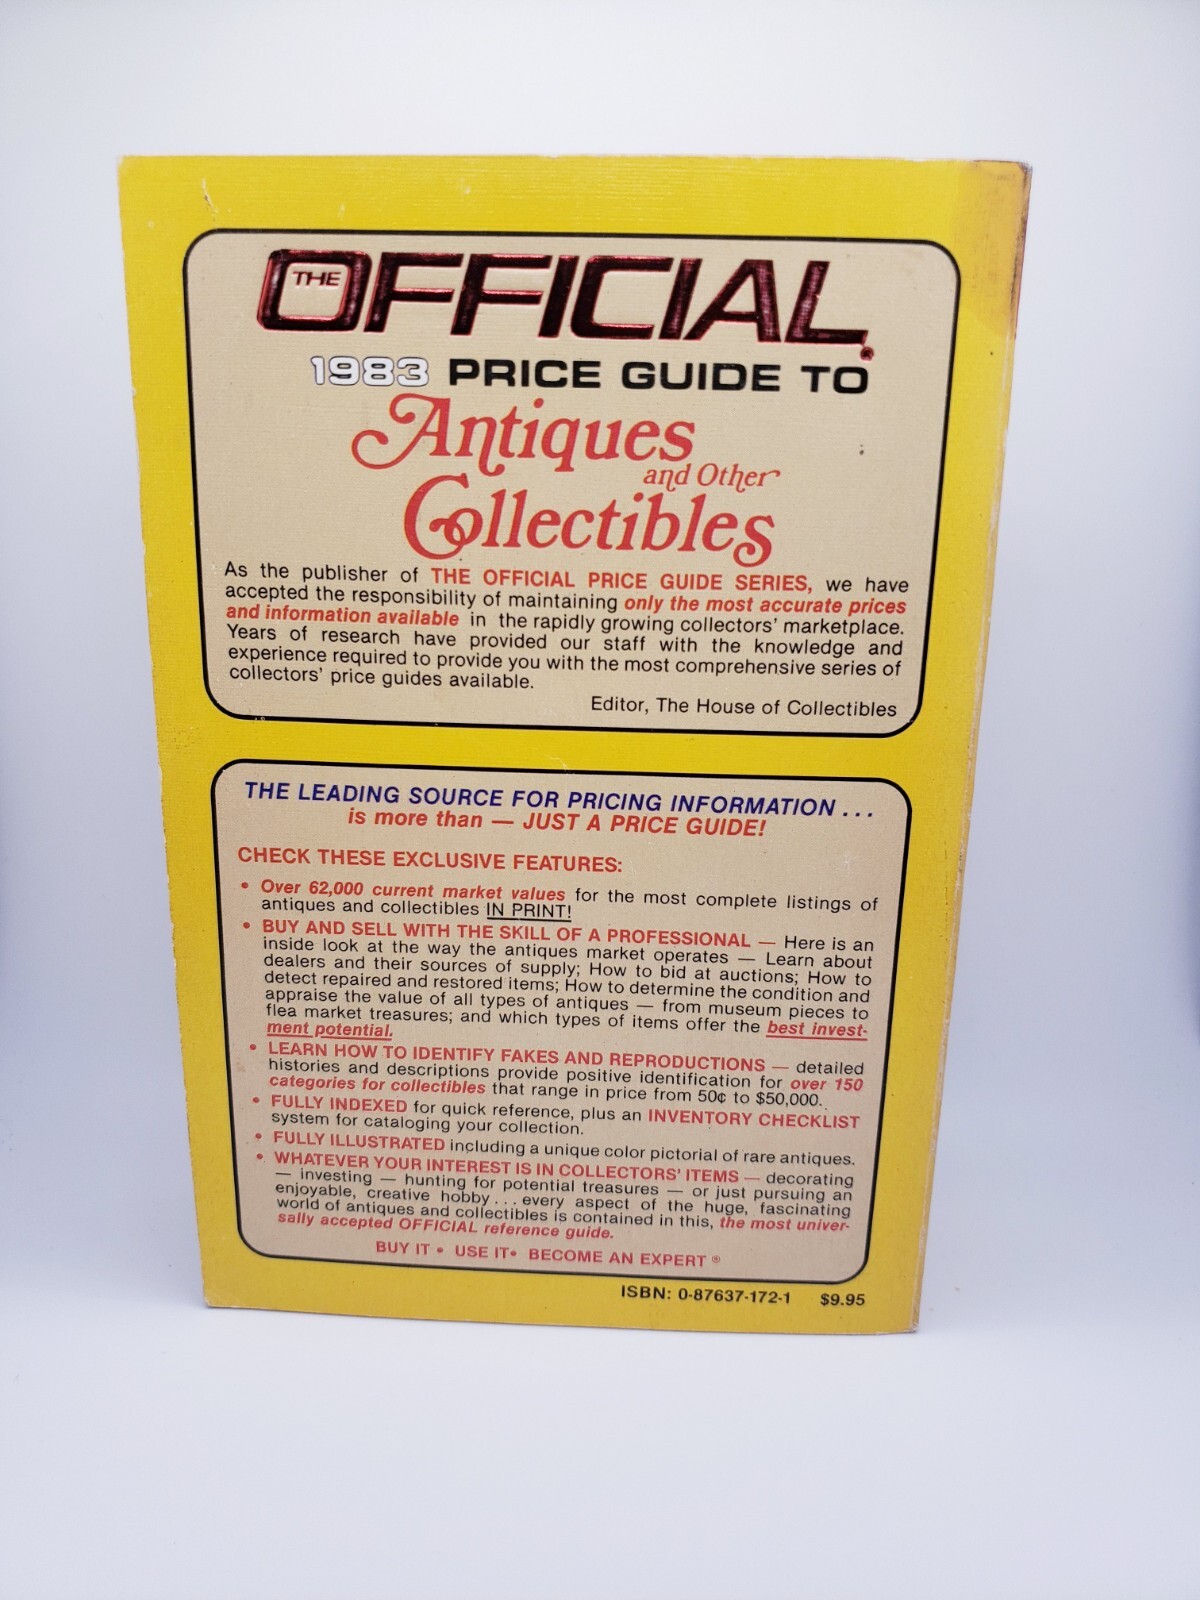 THE OFFICIAL®
1983 PRICE GUIDE TO
Antiques
and Other
Collectibles
As the publisher of THE OFFICIAL PRICE GUIDE SERIES, we have
accepted the responsibility of maintaining only the most accurate prices
and information available in the rapidly growing collectors' marketplace.
Years of research have provided our staff with the knowledge and
experience required to provide you with the most comprehensive series of
collectors' price guides available.
Editor, The House of Collectibles
THE LEADING SOURCE FOR PRICING INFORMATION . . .
is more than — JUST A PRICE GUIDE!
CHECK THESE EXCLUSIVE FEATURES:
• Over 62,000 current market values for the most complete listings of
antiques and collectibles IN PRINT!
• BUY AND SELL WITH THE SKILL OF A PROFESSIONAL — Here is an
inside look at the way the antiques market operates — Learn about
dealers and their sources of supply; How to bid at auctions; How to
detect repaired and restored items; How to determine the condition and
appraise the value of all types of antiques — from museum pieces to
flea market treasures; and which types of items offer the best invest-
ment potential.
• LEARN HOW TO IDENTIFY FAKES AND REPRODUCTIONS — detailed
histories and descriptions provide positive identification for over 150
categories for collectibles that range in price from 50¢ to $50,000.
• FULLY INDEXED for quick reference, plus an INVENTORY CHECKLIST
system for cataloging your collection.
• FULLY ILLUSTRATED including a unique color pictorial of rare antiques.
• WHATEVER YOUR INTEREST IS IN COLLECTORS' ITEMS — decorating
— investing — hunting for potential treasures — or just pursuing an
enjoyable, creative hobby . . . every aspect of the huge, fascinating
world of antiques and collectibles is contained in this, the most univer-
sally accepted OFFICIAL reference guide.
BUY IT • USE IT • BECOME AN EXPERT ®
ISBN: 0-87637-172-1 $9.95